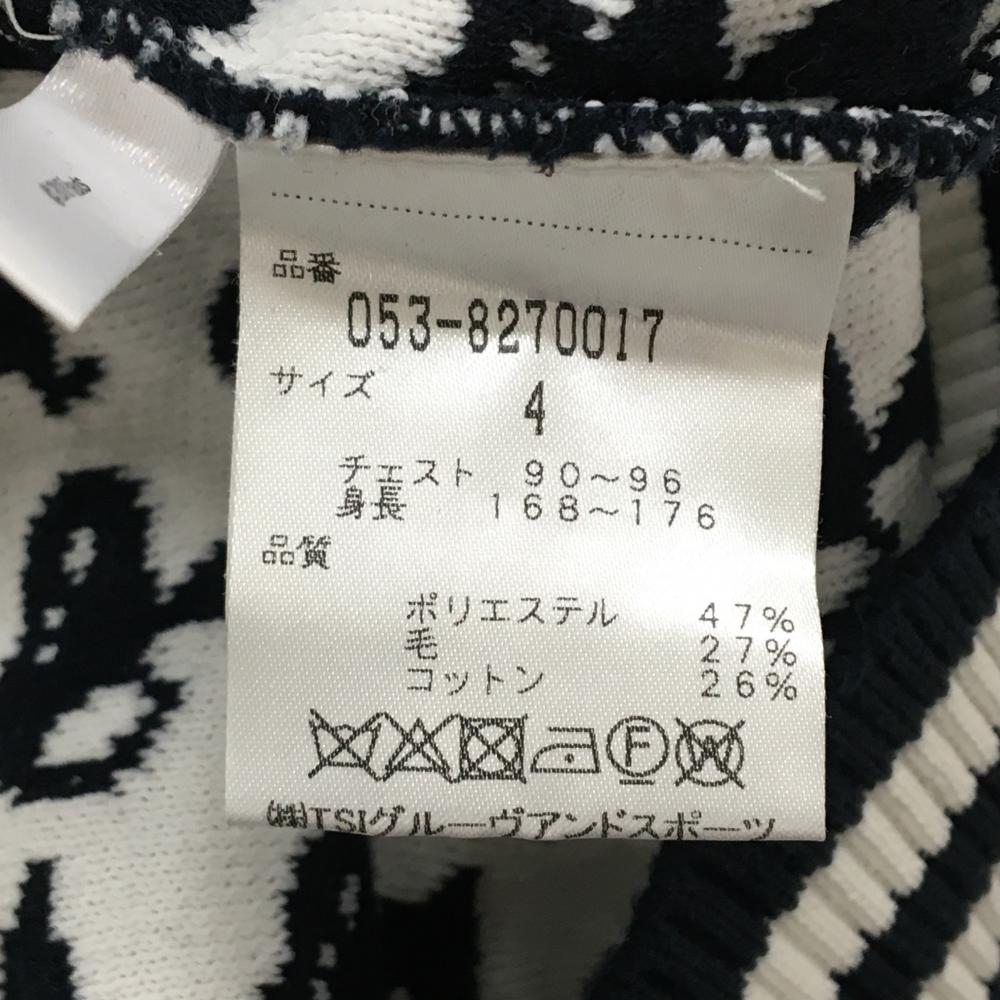 品番
053-8270017
サイズ
4
チェスト 90～96
身長 168～176
品質
ポリエステル 47%
毛 27%
コットン 26%
F W
㈱TSIグルーヴアンドスポーツ